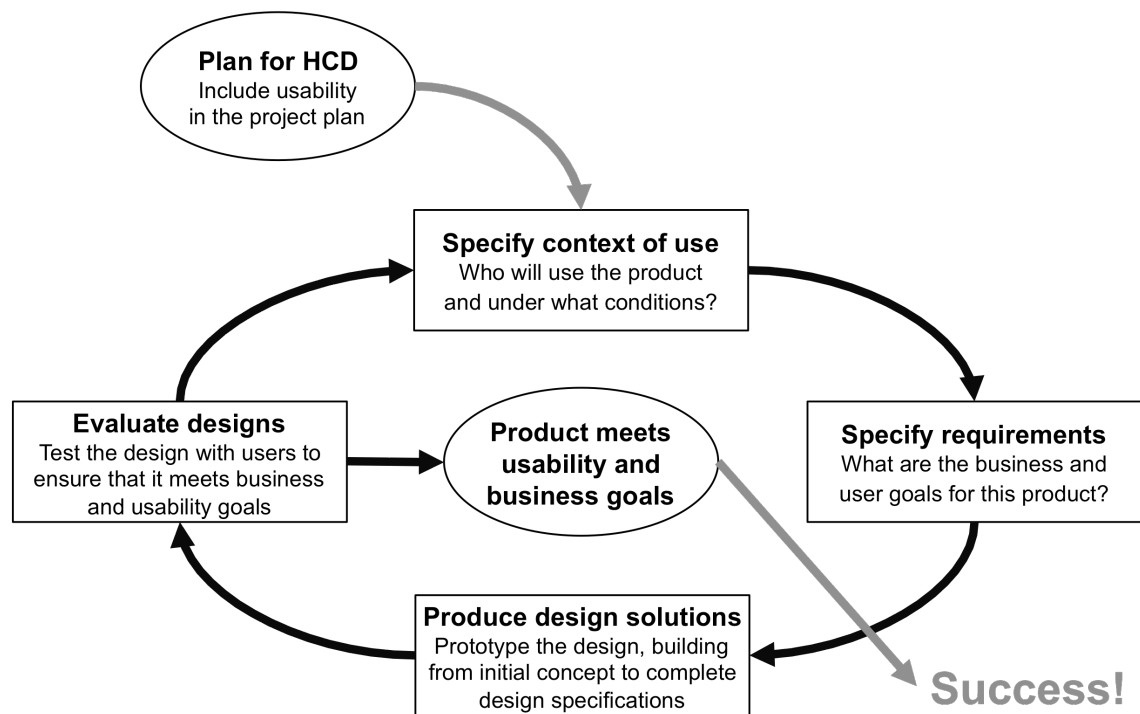 Plan for HCD
Include usability
in the project plan
Specify context of use
Who will use the product
and under what conditions?
Evaluate designs
Test the design with users to
ensure that it meets business
and usability goals
Product meets
usability and
business goals
Specify requirements
What are the business and
user goals for this product?
Produce design solutions
Prototype the design, building
from initial concept to complete
design specifications
Success!